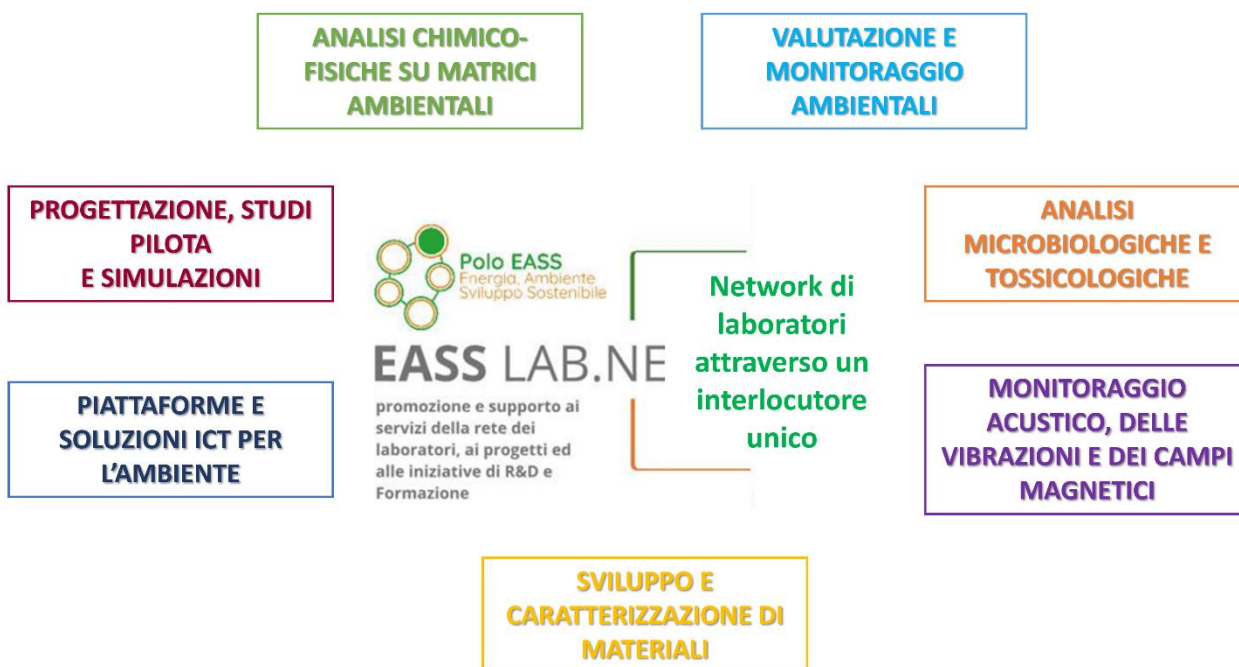 ANALISI CHIMICO-
FISICHE SU MATRICI
AMBIENTALI
VALUTAZIONE E
MONITORAGGIO
AMBIENTALI
PROGETTAZIONE, STUDI
PILOTA
E SIMULAZIONI
Polo EASS
Energia, Ambiente
Sviluppo Sostenibile
EASS LAB.NE
promozione e supporto ai
servizi della rete dei
laboratori, ai progetti ed
alle iniziative di R&D e
Formazione
Network di
laboratori
attraverso un
interlocutore
unico
ANALISI
MICROBIOLOGICHE E
TOSSICOLOGICHE
PIATTAFORME E
SOLUZIONI ICT PER
L’AMBIENTE
MONITORAGGIO
ACUSTICO, DELLE
VIBRAZIONI E DEI CAMPI
MAGNETICI
SVILUPPO E
CARATTERIZZAZIONE DI
MATERIALI